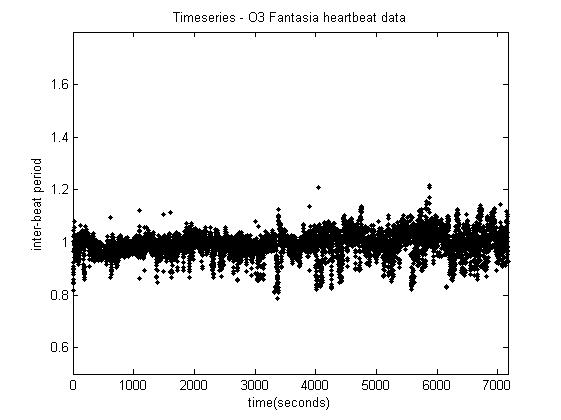 Timeseries - O3 Fantasia heartbeat data
1.6
1.4
1.2
1
0.8
0.6
inter-beat period
0 1000 2000 3000 4000 5000 6000 7000
time(seconds)